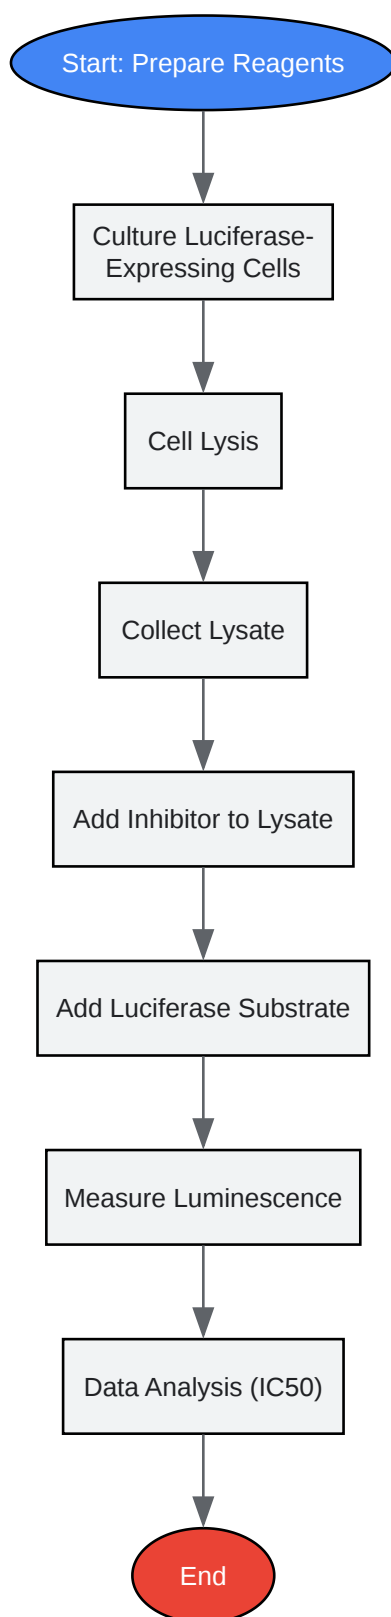 Start: Prepare Reagents
Culture Luciferase-
Expressing Cells
Cell Lysis
Collect Lysate
Add Inhibitor to Lysate
Add Luciferase Substrate
Measure Luminescence
Data Analysis (IC50)
End